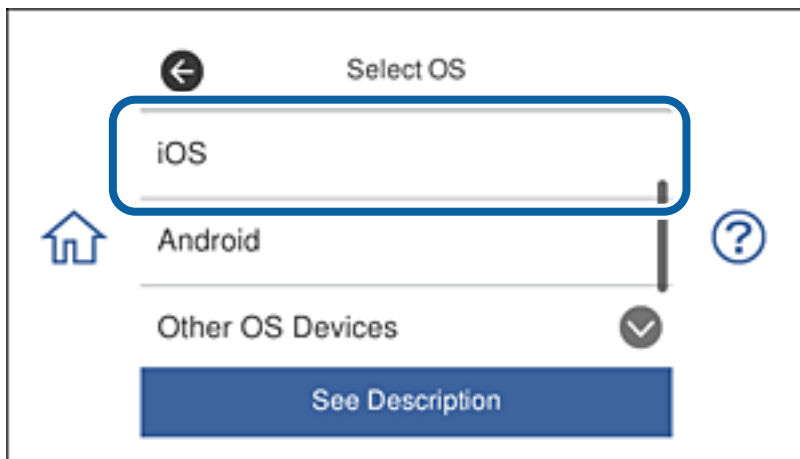 Select OS
iOS
Android
Other OS Devices
See Description